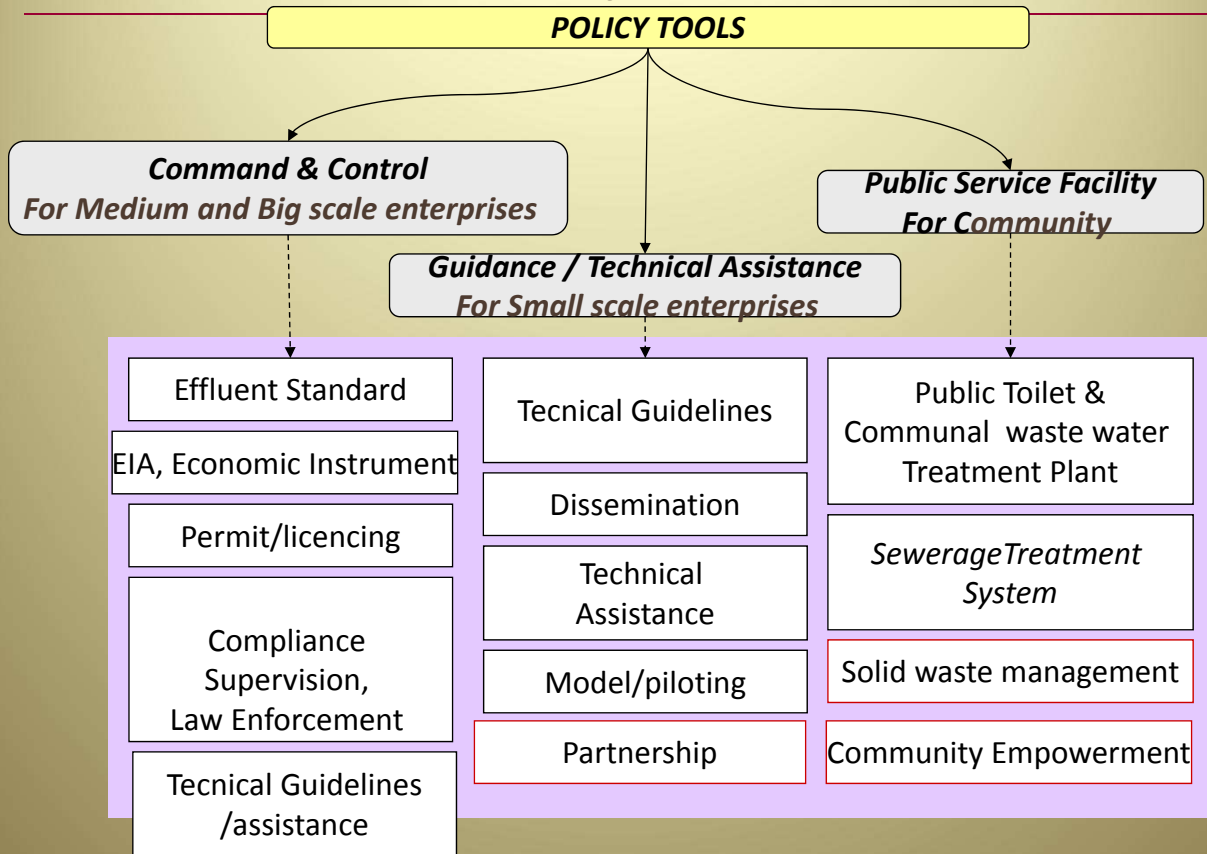 POLICY TOOLS
Command & Control
For Medium and Big scale enterprises
Public Service Facility
For Community
Guidance / Technical Assistance
For Small scale enterprises
Effluent Standard
EIA, Economic Instrument
Permit/licencing
Compliance
Supervision,
Law Enforcement
Tecnical Guidelines
/assistance
Tecnical Guidelines
Dissemination
Technical
Assistance
Model/piloting
Partnership
Public Toilet &
Communal waste water
Treatment Plant
SewerageTreatment
System
Solid waste management
Community Empowerment